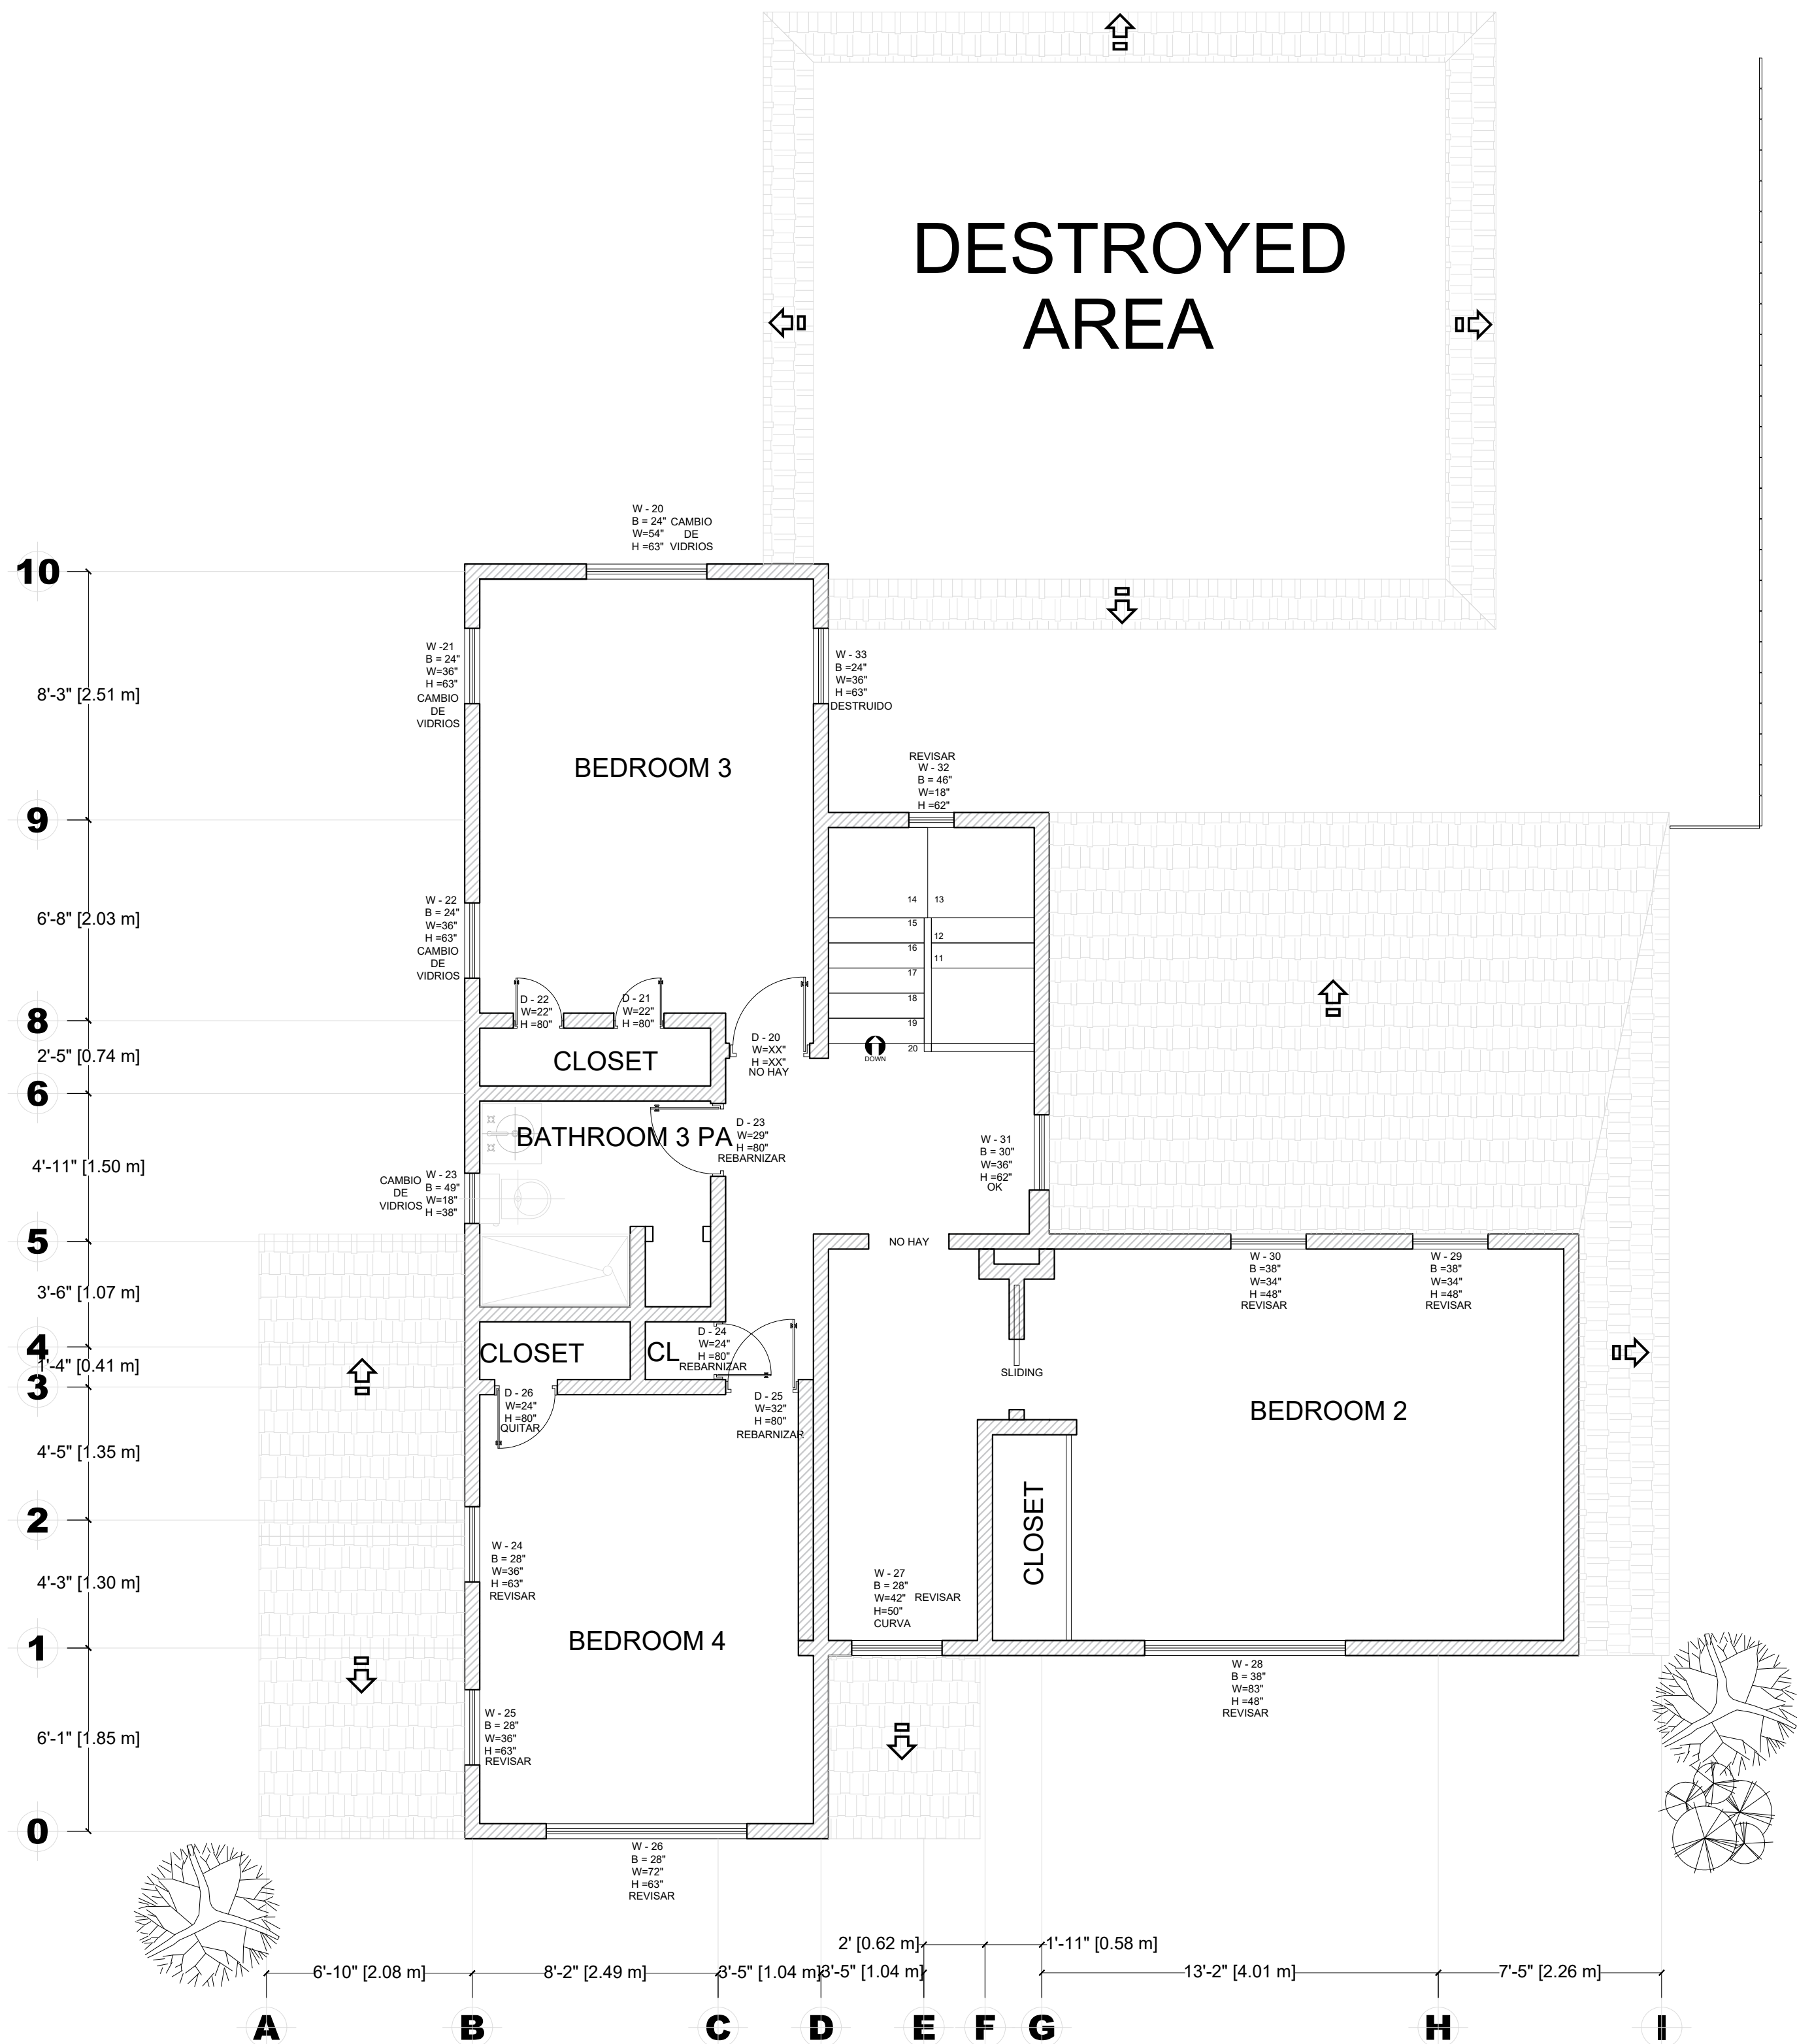 DESTROYED
AREA
W - 20
B = 24" CAMBIO
W=54" DE
H =63" VIDRIOS
10
W -21
B = 24"
W=36"
H =63"
CAMBIO
DE
VIDRIOS
W - 33
B =24"
W=36"
H =63"
DESTRUIDO
8'-3" [2.51 m]
BEDROOM 3
REVISAR
W - 32
B = 46"
W=18"
H =62"
9
W - 22
B = 24"
W=36"
H =63"
CAMBIO
DE
VIDRIOS
6'-8" [2.03 m]
14 13
15
12
16
11
17
18
19
20
DOWN
D - 22
W=22"
H =80"
D - 21
W=22"
H =80"
8
D - 20
W=XX"
H =XX"
NO HAY
2'-5" [0.74 m]
CLOSET
6
BATHROOM 3 PA
D - 23
W=29"
H =80"
REBARNIZAR
W - 31
B = 30"
W=36"
H =62"
OK
4'-11" [1.50 m]
CAMBIO
DE
VIDRIOS
W - 23
B = 49"
W=18"
H =38"
5
NO HAY
W - 30
B =38"
W=34"
H =48"
REVISAR
W - 29
B =38"
W=34"
H =48"
REVISAR
3'-6" [1.07 m]
4
CLOSET
CL
D - 24
W=24"
H =80"
REBARNIZAR
1'-4" [0.41 m]
SLIDING
3
D - 26
W=24"
H =80"
QUITAR
D - 25
W=32"
H =80"
REBARNIZAR
BEDROOM 2
4'-5" [1.35 m]
CLOSET
2
W - 24
B = 28"
W=36"
H =63"
REVISAR
4'-3" [1.30 m]
W - 27
B = 28"
W=42" REVISAR
H=50"
CURVA
BEDROOM 4
1
W - 28
B = 38"
W=83"
H =48"
REVISAR
W - 25
B = 28"
W=36"
H =63"
REVISAR
6'-1" [1.85 m]
0
W - 26
B = 28"
W=72"
H =63"
REVISAR
2' [0.62 m] 1'-11" [0.58 m]
6'-10" [2.08 m] 8'-2" [2.49 m] 3'-5" [1.04 m] 3'-5" [1.04 m] 13'-2" [4.01 m] 7'-5" [2.26 m]
A B C D E F G H I